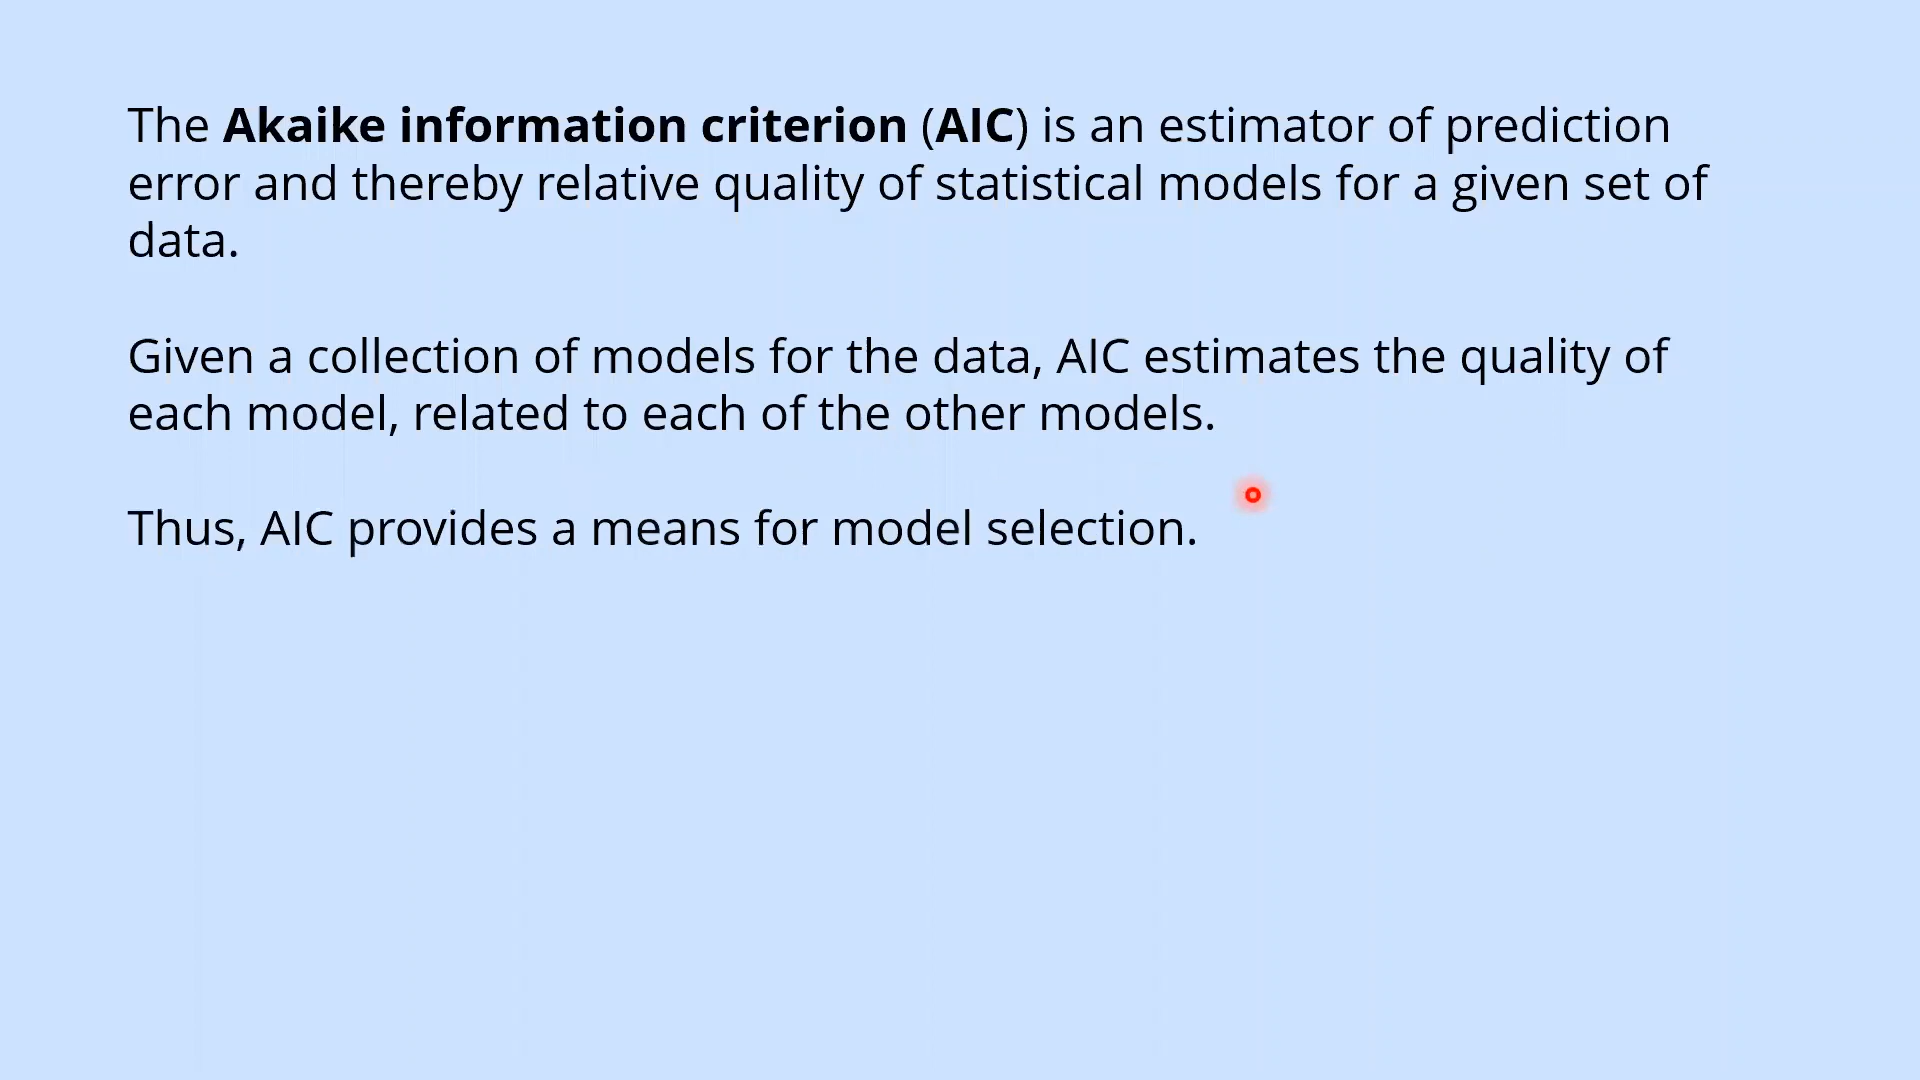 The Akaike information criterion (AIC) is an estimator of prediction
error and thereby relative quality of statistical models for a given set of
data.
Given a collection of models for the data, AIC estimates the quality of
each model, related to each of the other models.
Thus, AIC provides a means for model selection.